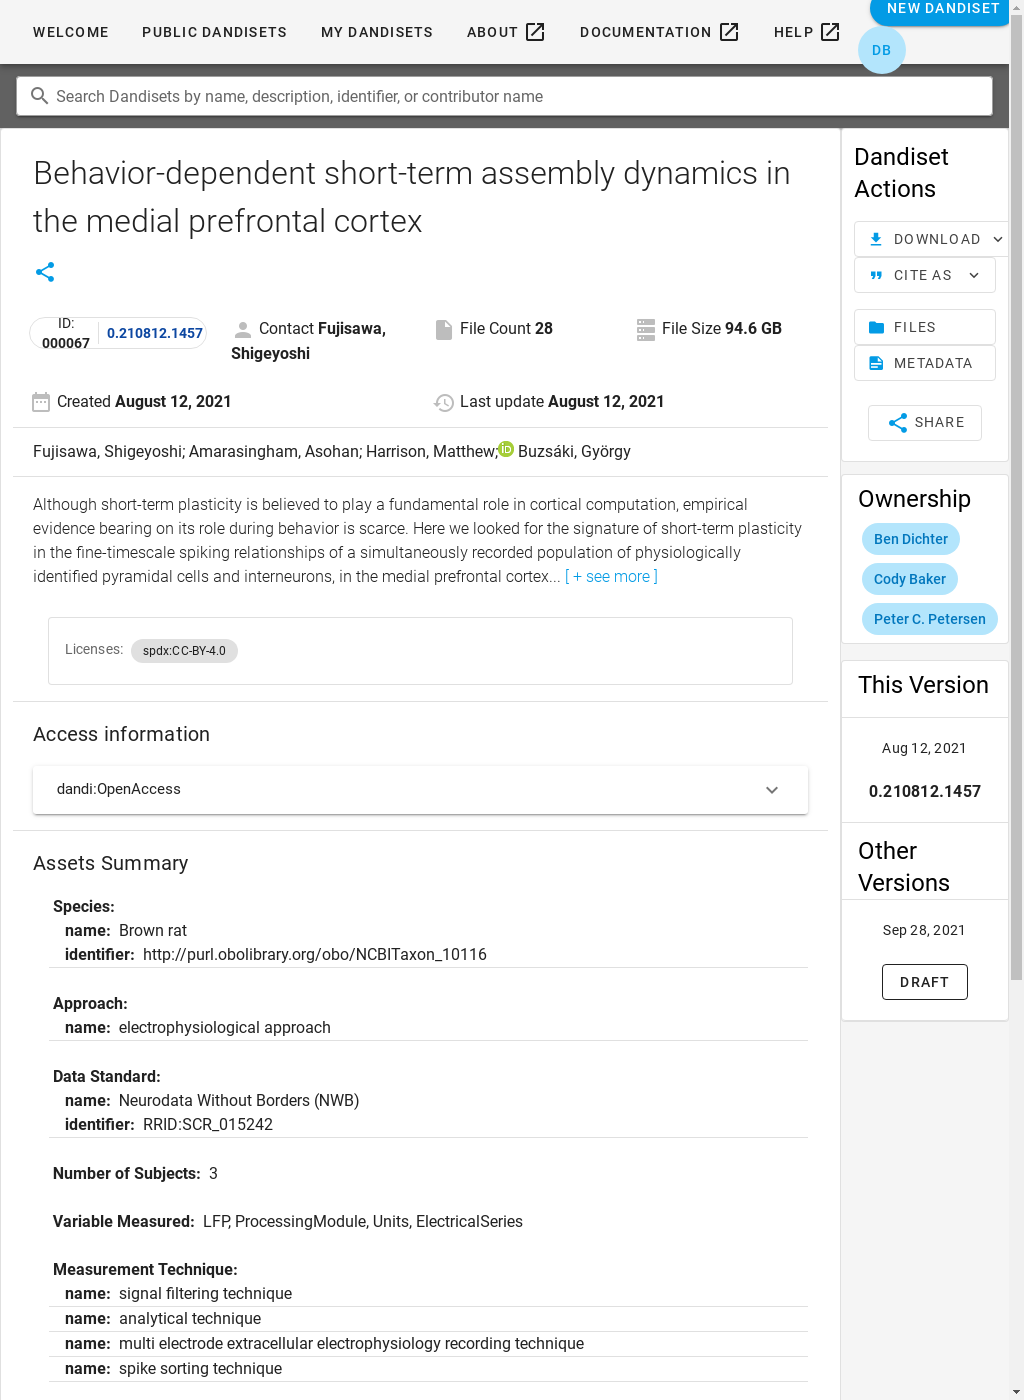 WELCOME PUBLIC DANDISETS MY DANDISETS ABOUT DOCUMENTATION HELP NEW DANDISET
DB
Search Dandisets by name, description, identifier, or contributor name
Behavior-dependent short-term assembly dynamics in
the medial prefrontal cortex
ID:
000067
0.210812.1457
Contact Fujisawa,
Shigeyoshi
File Count 28
File Size 94.6 GB
Created August 12, 2021
Last update August 12, 2021
Fujisawa, Shigeyoshi; Amarasingham, Asohan; Harrison, Matthew; iD Buzsáki, György
Although short-term plasticity is believed to play a fundamental role in cortical computation, empirical
evidence bearing on its role during behavior is scarce. Here we looked for the signature of short-term plasticity
in the fine-timescale spiking relationships of a simultaneously recorded population of physiologically
identified pyramidal cells and interneurons, in the medial prefrontal cortex... [ + see more ]
Licenses: spdx:CC-BY-4.0
Access information
dandi:OpenAccess
Assets Summary
Species:
name: Brown rat
identifier: http://purl.obolibrary.org/obo/NCBITaxon_10116
Approach:
name: electrophysiological approach
Data Standard:
name: Neurodata Without Borders (NWB)
identifier: RRID:SCR_015242
Number of Subjects: 3
Variable Measured: LFP, ProcessingModule, Units, ElectricalSeries
Measurement Technique:
name: signal filtering technique
name: analytical technique
name: multi electrode extracellular electrophysiology recording technique
name: spike sorting technique
Dandiset
Actions
DOWNLOAD
CITE AS
FILES
METADATA
SHARE
Ownership
Ben Dichter
Cody Baker
Peter C. Petersen
This Version
Aug 12, 2021
0.210812.1457
Other
Versions
Sep 28, 2021
DRAFT